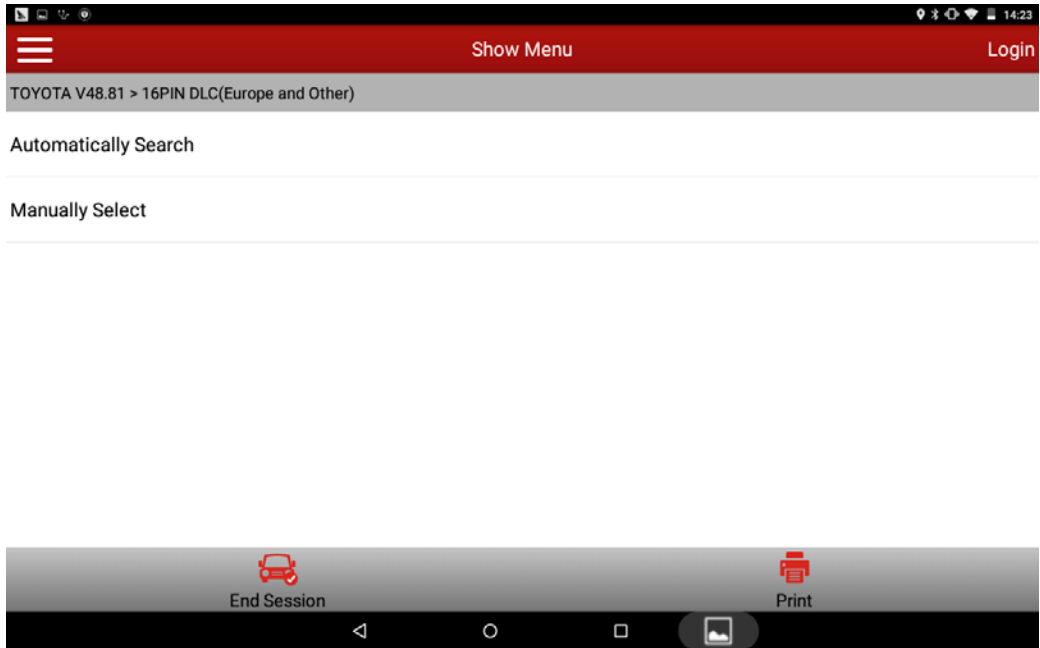 14:23
Show Menu
Login
TOYOTA V48.81 > 16PIN DLC(Europe and Other)
Automatically Search
Manually Select
End Session
Print